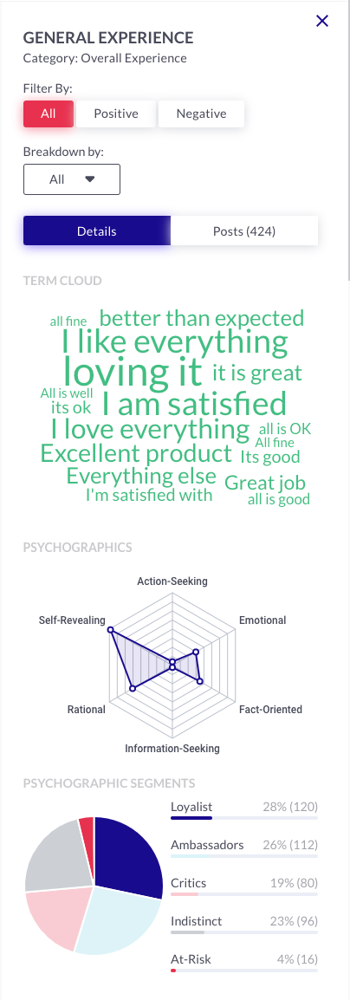 GENERAL EXPERIENCE
Category: Overall Experience
Filter By:
All Positive Negative
Breakdown by:
All
Details Posts (424)
TERM CLOUD
all fine better than expected
I like everything
loving it it is great
All is well
its ok I am satisfied
I love everything all is OK
All fine
Excellent product Its good
Everything else Great job
I'm satisfied with all is good
PSYCHOGRAPHICS
Action-Seeking
Self-Revealing Emotional
Rational Fact-Oriented
Information-Seeking
PSYCHOGRAPHIC SEGMENTS
Loyalist 28% (120)
Ambassadors 26% (112)
Critics 19% (80)
Indistinct 23% (96)
At-Risk 4% (16)